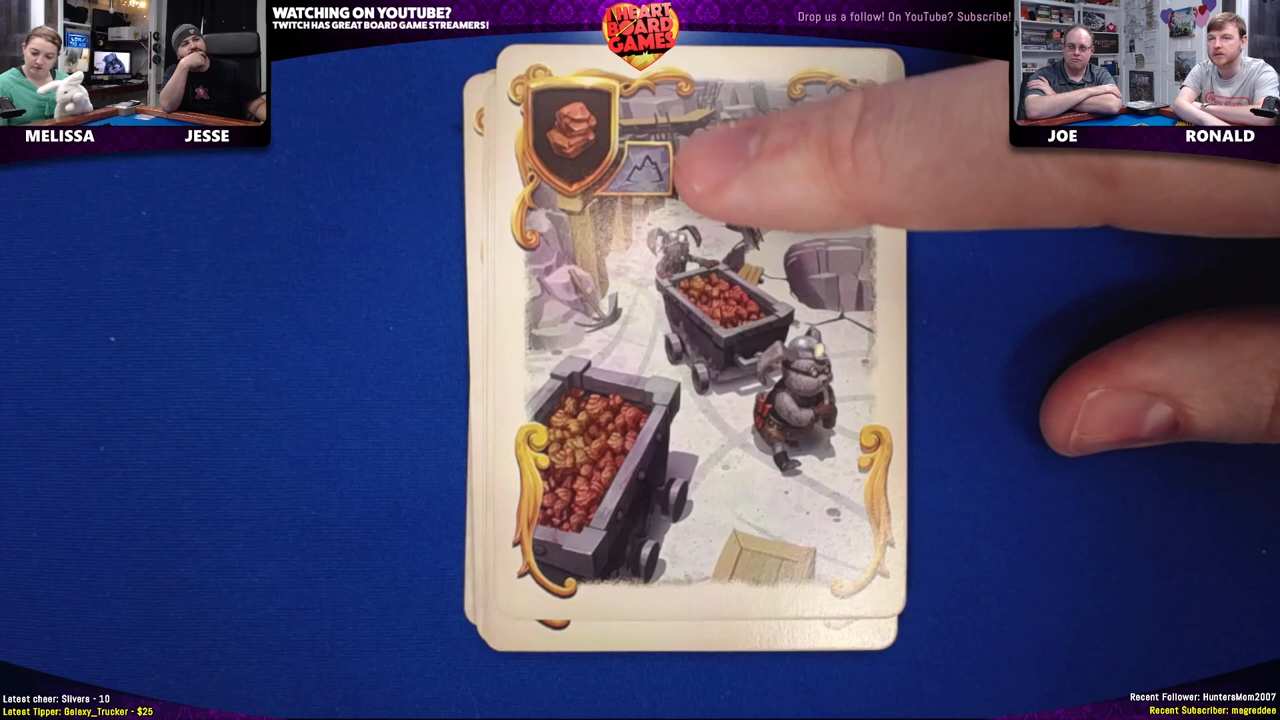 WATCHING ON YOUTUBE?
TWITCH HAS GREAT BOARD GAME STREAMERS!
I HEART
BOARD
GAMES
Drop us a follow! On YouTube? Subscribe!
MELISSA
JESSE
JOE
RONALD
Latest cheer: Slivers - 10
Latest Tipper: Galaxy_Trucker - $25
Recent Follower: HuntersMom2007
Recent Subscriber: magreddee